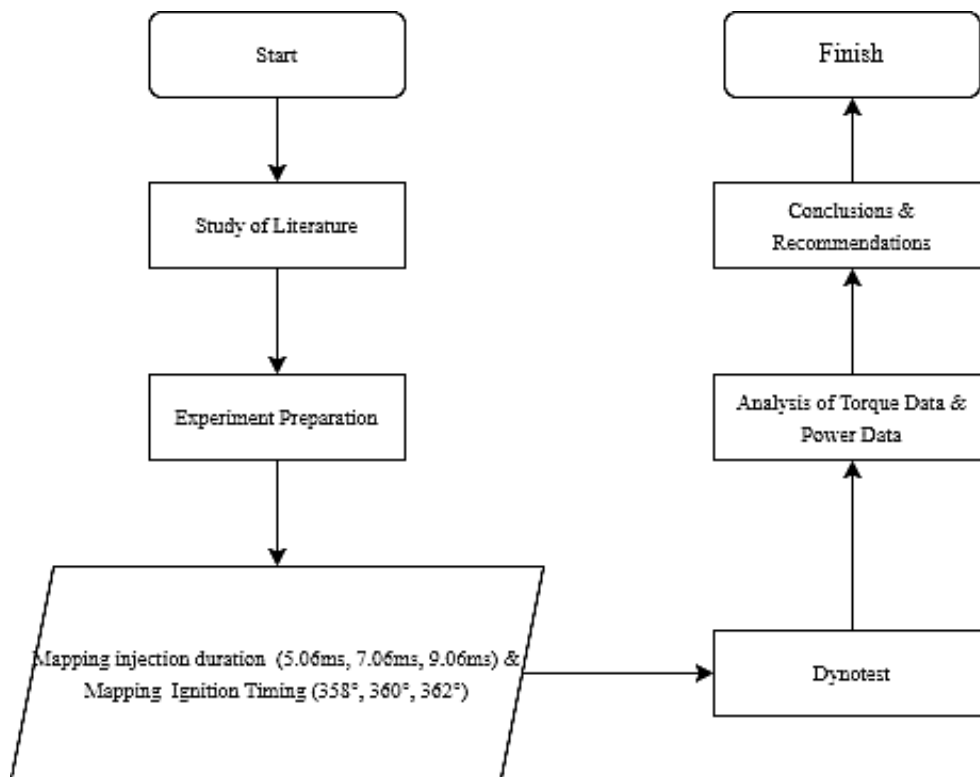 Start
Study of Literature
Experiment Preparation
Mapping injection duration (5.06ms, 7.06ms, 9.06ms) &
Mapping Ignition Timing (358°, 360°, 362°)
Dynotest
Analysis of Torque Data &
Power Data
Conclusions &
Recommendations
Finish